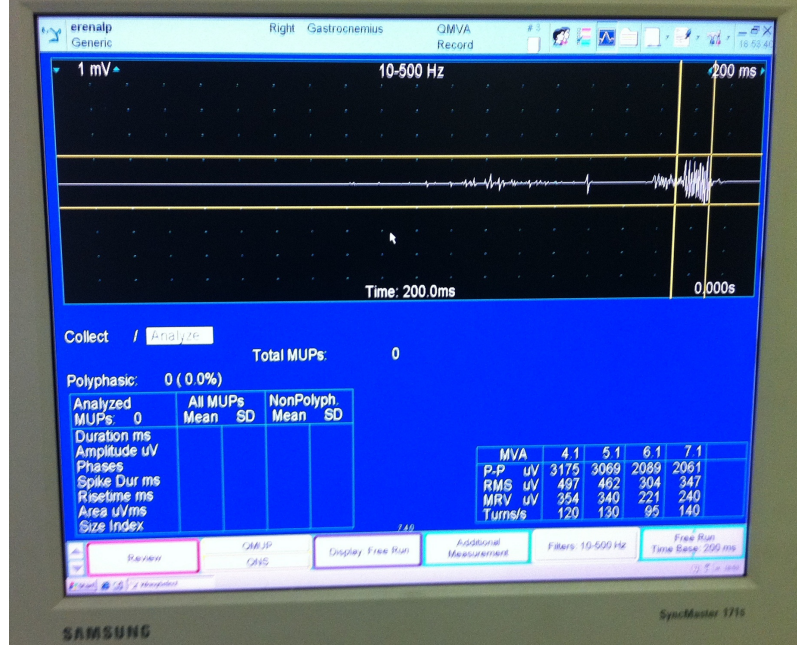 erenalp Right Gastrocnemius QMVA #3
Generic Record
1 mV 10-500 Hz 200 ms
Time: 200.0ms 0.000s
Collect / Analyze
Total MUPs: 0
Polyphasic: 0 ( 0.0%)
Analyzed All MUPs NonPolyph.
MUPs: 0 Mean SD Mean SD
Duration ms
Amplitude uV
Phases
Spike Dur ms
Risetime ms
Area uVms
Size Index
MVA 4.1 5.1 6.1 7.1
P-P uV 3175 3069 2089 2061
RMS uV 497 462 304 347
MRV uV 354 340 221 240
Turns/s 120 130 95 140
7.4.0
Review QMUP Display: Free Run Additional Filters: 10-500 Hz Free Run
QNS Measurement Time Base: 200 ms
SAMSUNG SyncMaster 171s